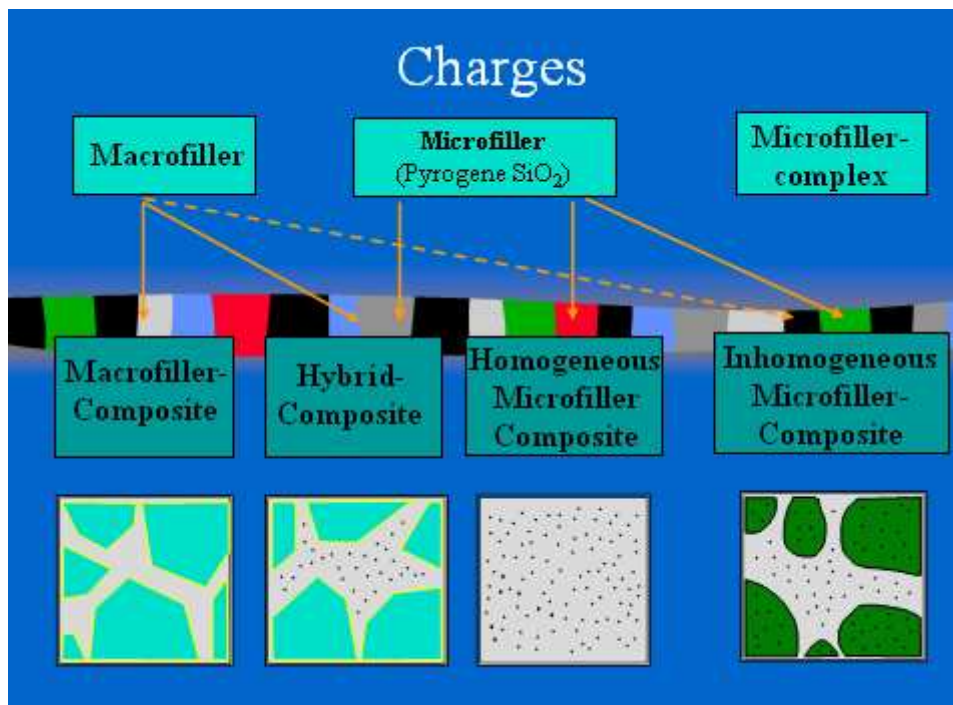 Charges
Macrofiller
Microfiller
(Pyrogene SiO₂)
Microfiller-
complex
Macrofiller-
Composite
Hybrid-
Composite
Homogeneous
Microfiller
Composite
Inhomogeneous
Microfiller-
Composite